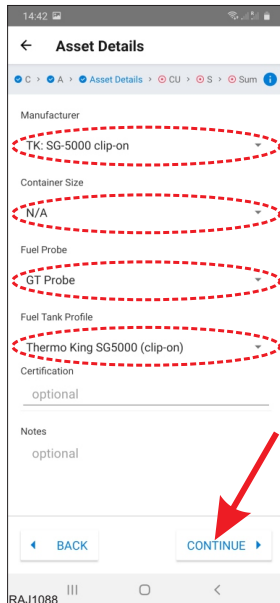 14:42
Asset Details
C > A > Asset Details > CU > S > Sum
Manufacturer
TK: SG-5000 clip-on
Container Size
N/A
Fuel Probe
GT Probe
Fuel Tank Profile
Thermo King SG5000 (clip-on)
Certification
optional
Notes
optional
BACK CONTINUE
RAJ1088